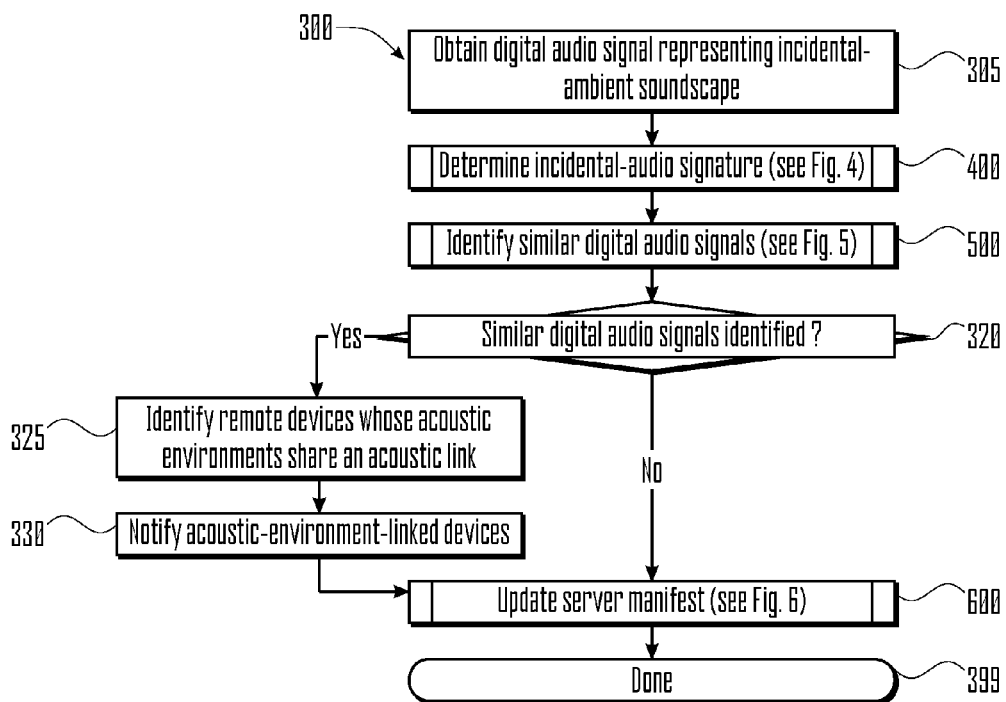 300
Obtain digital audio signal representing incidental-
ambient soundscape
305
Determine incidental-audio signature (see Fig. 4)
400
Identify similar digital audio signals (see Fig. 5)
500
Similar digital audio signals identified ?
320
Yes
Identify remote devices whose acoustic
environments share an acoustic link
325
No
Notify acoustic-environment-linked devices
330
Update server manifest (see Fig. 6)
600
Done
399